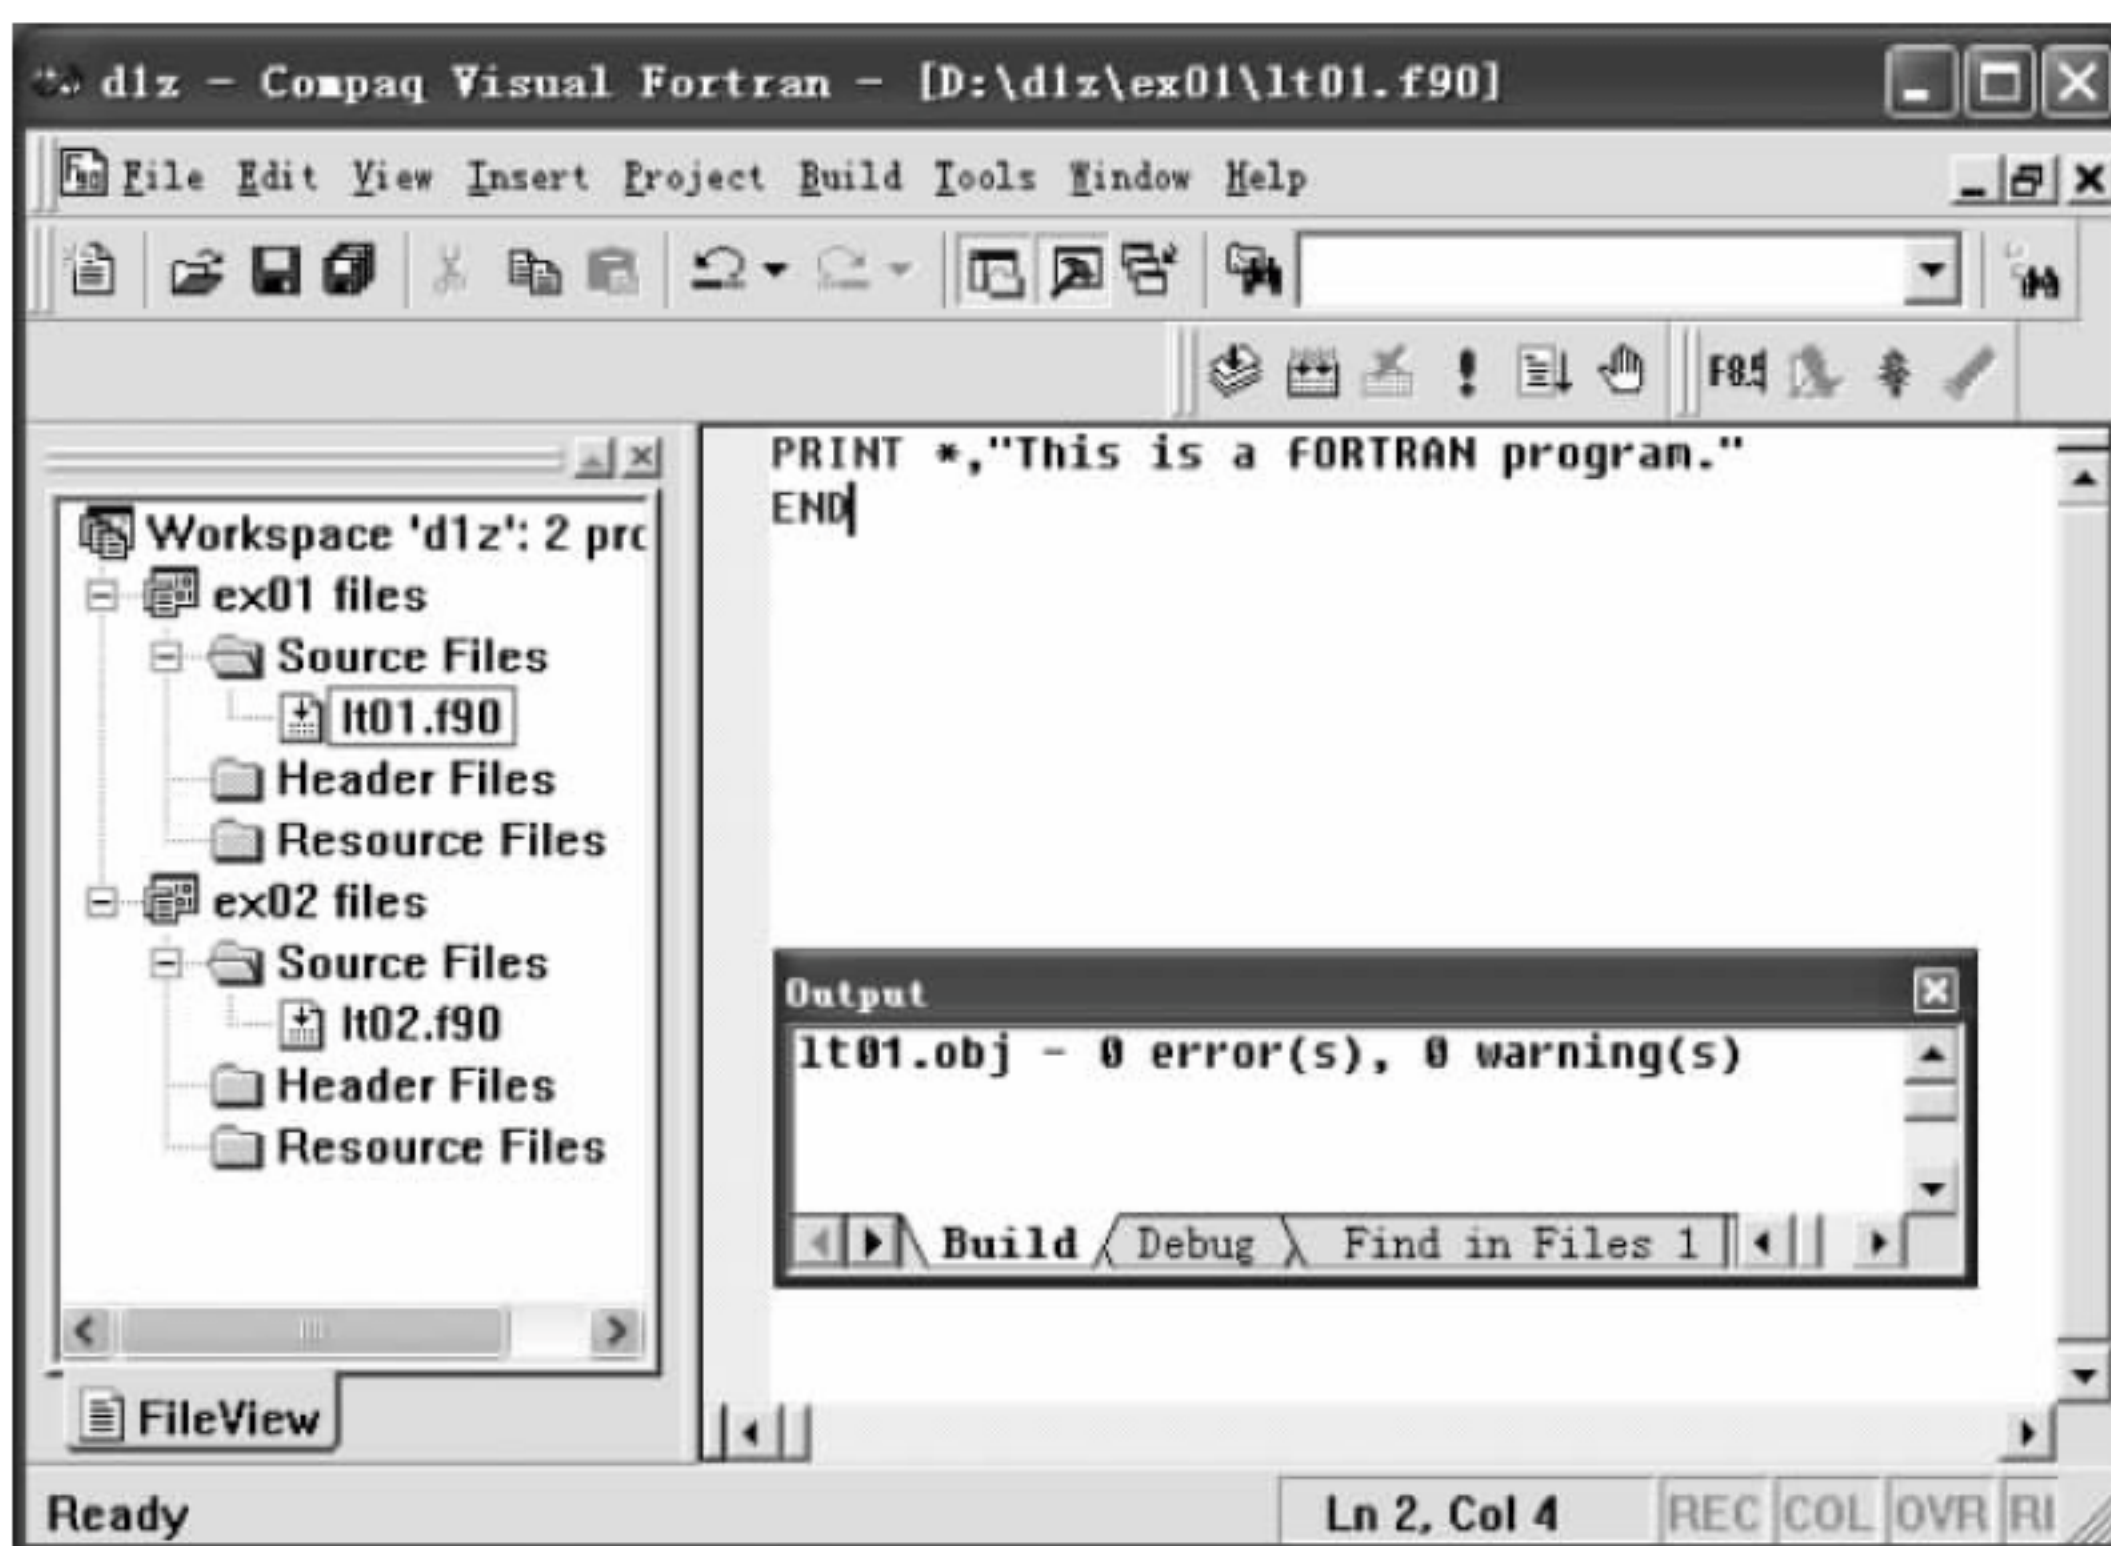 d1z - Compaq Visual Fortran - [D:\d1z\ex01\lt01.f90]
File Edit View Insert Project Build Tools Window Help
F8.5
Workspace 'd1z': 2 pro
ex01 files
Source Files
lt01.f90
Header Files
Resource Files
ex02 files
Source Files
lt02.f90
Header Files
Resource Files
FileView
PRINT *,"This is a FORTRAN program."
END
Output
lt01.obj - 0 error(s), 0 warning(s)
Build Debug Find in Files 1
Ready
Ln 2, Col 4 REC COL OVR